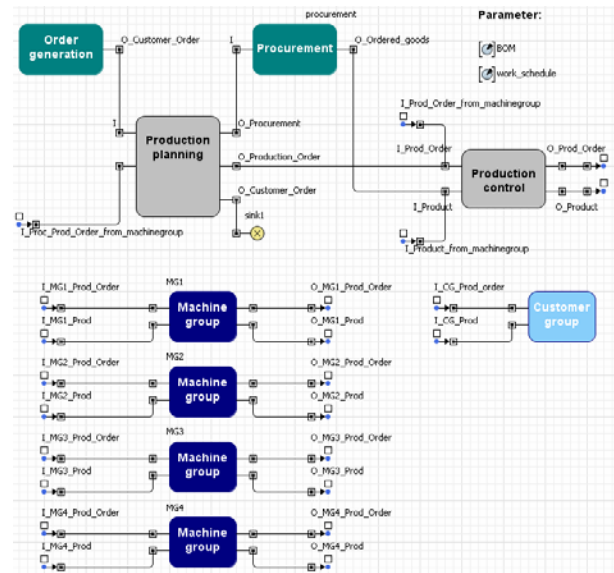 procurement
Parameter:
Order
generation
O_Customer_Order
I
Procurement
O_Ordered_goods
BOM
work_schedule
I_Prod_Order_from_machinegroup
I
Production
planning
O_Procurement
O_Production_Order
I_Prod_Order
Production
control
O_Prod_Order
O_Customer_Order
sink1
I_Product
O_Product
I_Proc_Prod_Order_from_machinegroup
I_Product_from_machinegroup
I_MG1_Prod_Order
MG1
O_MG1_Prod_Order
I_CG_Prod_order
Machine
group
I_MG1_Prod
O_MG1_Prod
I_CG_Prod
Customer
group
MG2
I_MG2_Prod_Order
O_MG2_Prod_Order
Machine
group
I_MG2_Prod
O_MG2_Prod
MG3
I_MG3_Prod_Order
O_MG3_Prod_Order
Machine
group
I_MG3_Prod
O_MG3_Prod
MG4
I_MG4_Prod_Order
O_MG4_Prod_Order
Machine
group
I_MG4_Prod
O_MG4_Prod